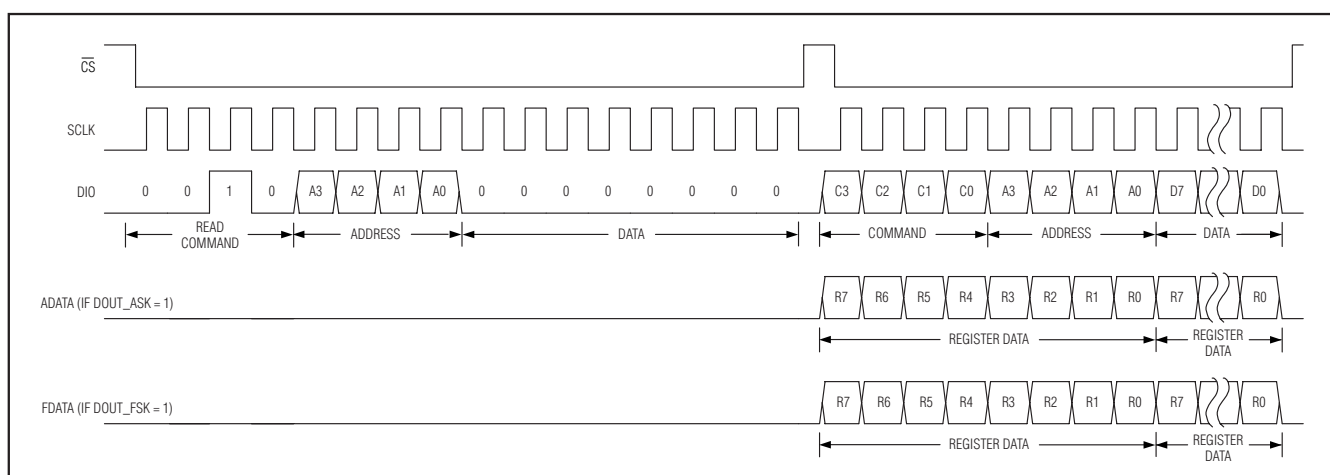 CS
SCLK
DIO 0 0 1 0 A3 A2 A1 A0 0 0 0 0 0 0 0 0 C3 C2 C1 C0 A3 A2 A1 A0 D7 D0
READ COMMAND ADDRESS DATA COMMAND ADDRESS DATA
ADATA (IF DOUT_ASK = 1) R7 R6 R5 R4 R3 R2 R1 R0 R7 R0
REGISTER DATA REGISTER DATA
FDATA (IF DOUT_FSK = 1) R7 R6 R5 R4 R3 R2 R1 R0 R7 R0
REGISTER DATA REGISTER DATA